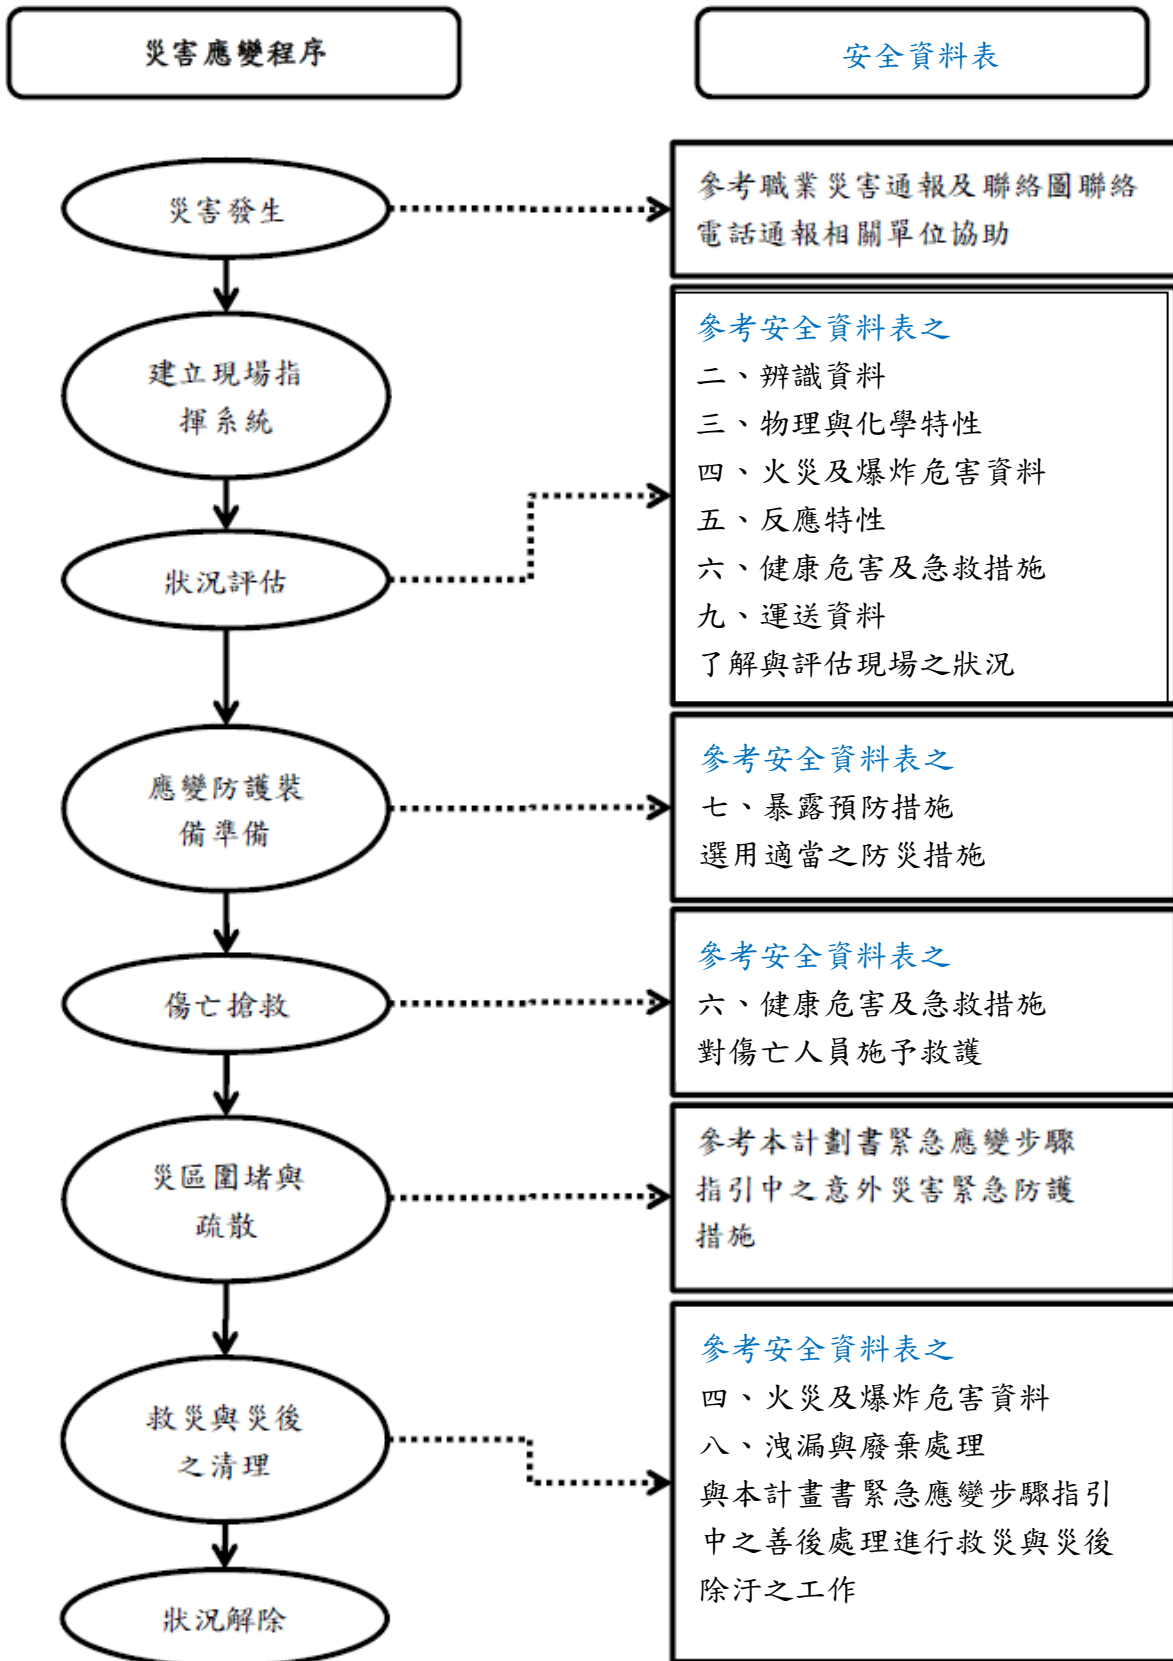 災害應變程序
安全資料表
災害發生
參考職業災害通報及聯絡圖聯絡
電話通報相關單位協助
建立現場指
揮系統
參考安全資料表之
二、辨識資料
三、物理與化學特性
四、火災及爆炸危害資料
五、反應特性
六、健康危害及急救措施
九、運送資料
了解與評估現場之狀況
狀況評估
應變防護裝
備準備
參考安全資料表之
七、暴露預防措施
選用適當之防災措施
傷亡搶救
參考安全資料表之
六、健康危害及急救措施
對傷亡人員施予救護
災區圍堵與
疏散
參考本計劃書緊急應變步驟
指引中之意外災害緊急防護
措施
救災與災後
之清理
參考安全資料表之
四、火災及爆炸危害資料
八、洩漏與廢棄處理
與本計畫書緊急應變步驟指引
中之善後處理進行救災與災後
除汙之工作
狀況解除